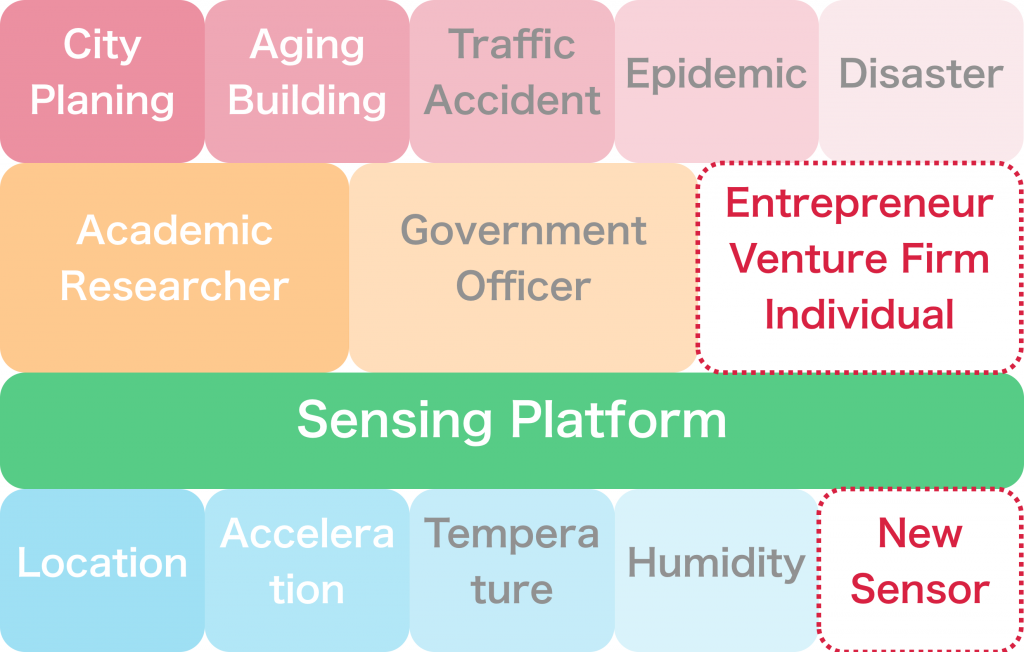 City
Planing
Aging
Building
Traffic
Accident
Epidemic
Disaster
Academic
Researcher
Government
Officer
Entrepreneur
Venture Firm
Individual
Sensing Platform
Location
Accelera
tion
Tempera
ture
Humidity
New
Sensor